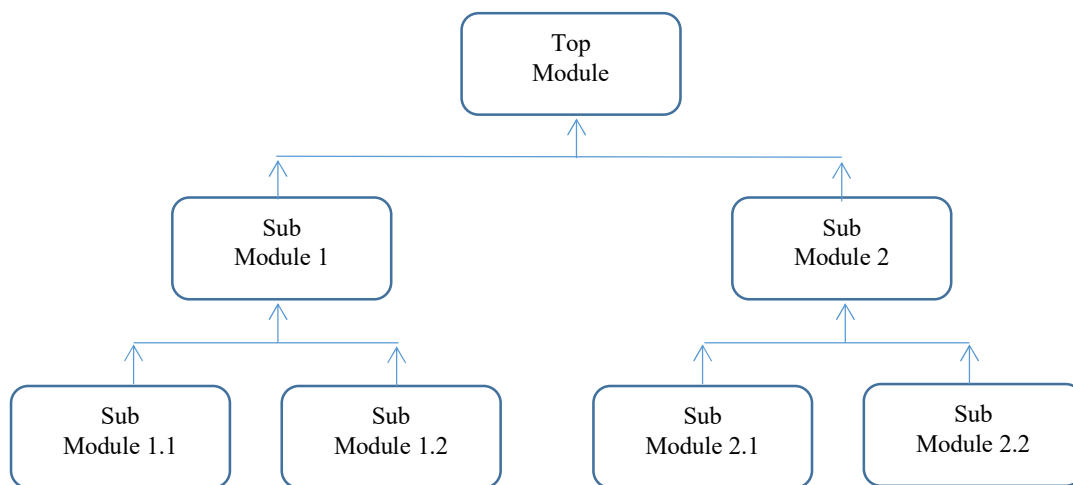 Top
Module
Sub
Module 1
Sub
Module 2
Sub
Module 1.1
Sub
Module 1.2
Sub
Module 2.1
Sub
Module 2.2